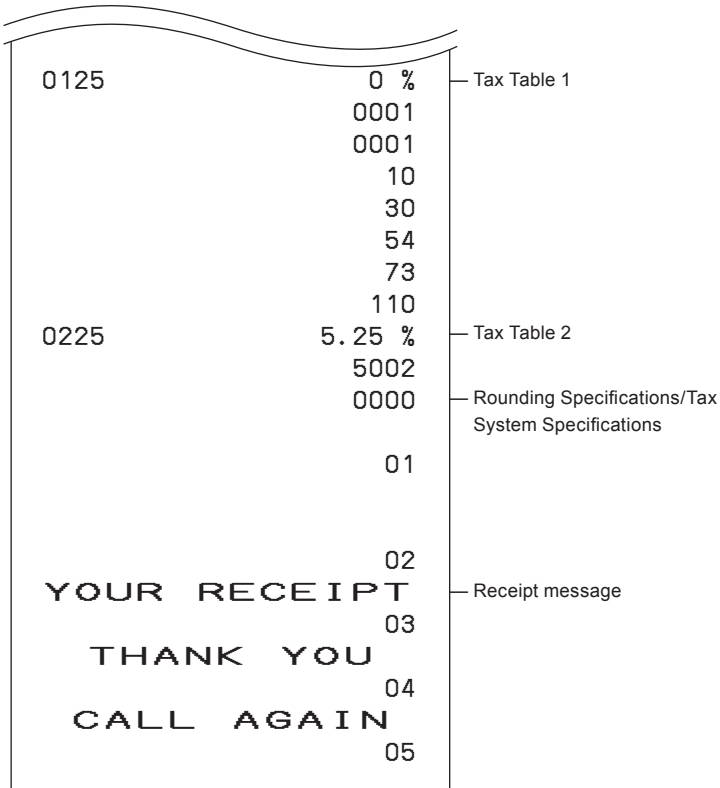 0125 0 % Tax Table 1
0001
0001
10
30
54
73
110
0225 5.25 % Tax Table 2
5002
0000 Rounding Specifications/Tax
System Specifications
01
02
YOUR RECEIPT Receipt message
03
THANK YOU
04
CALL AGAIN
05